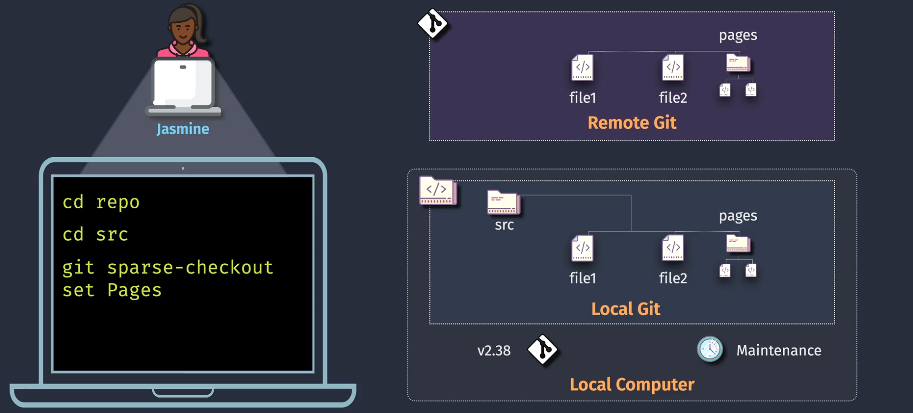 Jasmine
cd repo
cd src
git sparse-checkout
set Pages
pages
file1
file2
Remote Git
src
pages
file1
file2
Local Git
v2.38
Maintenance
Local Computer